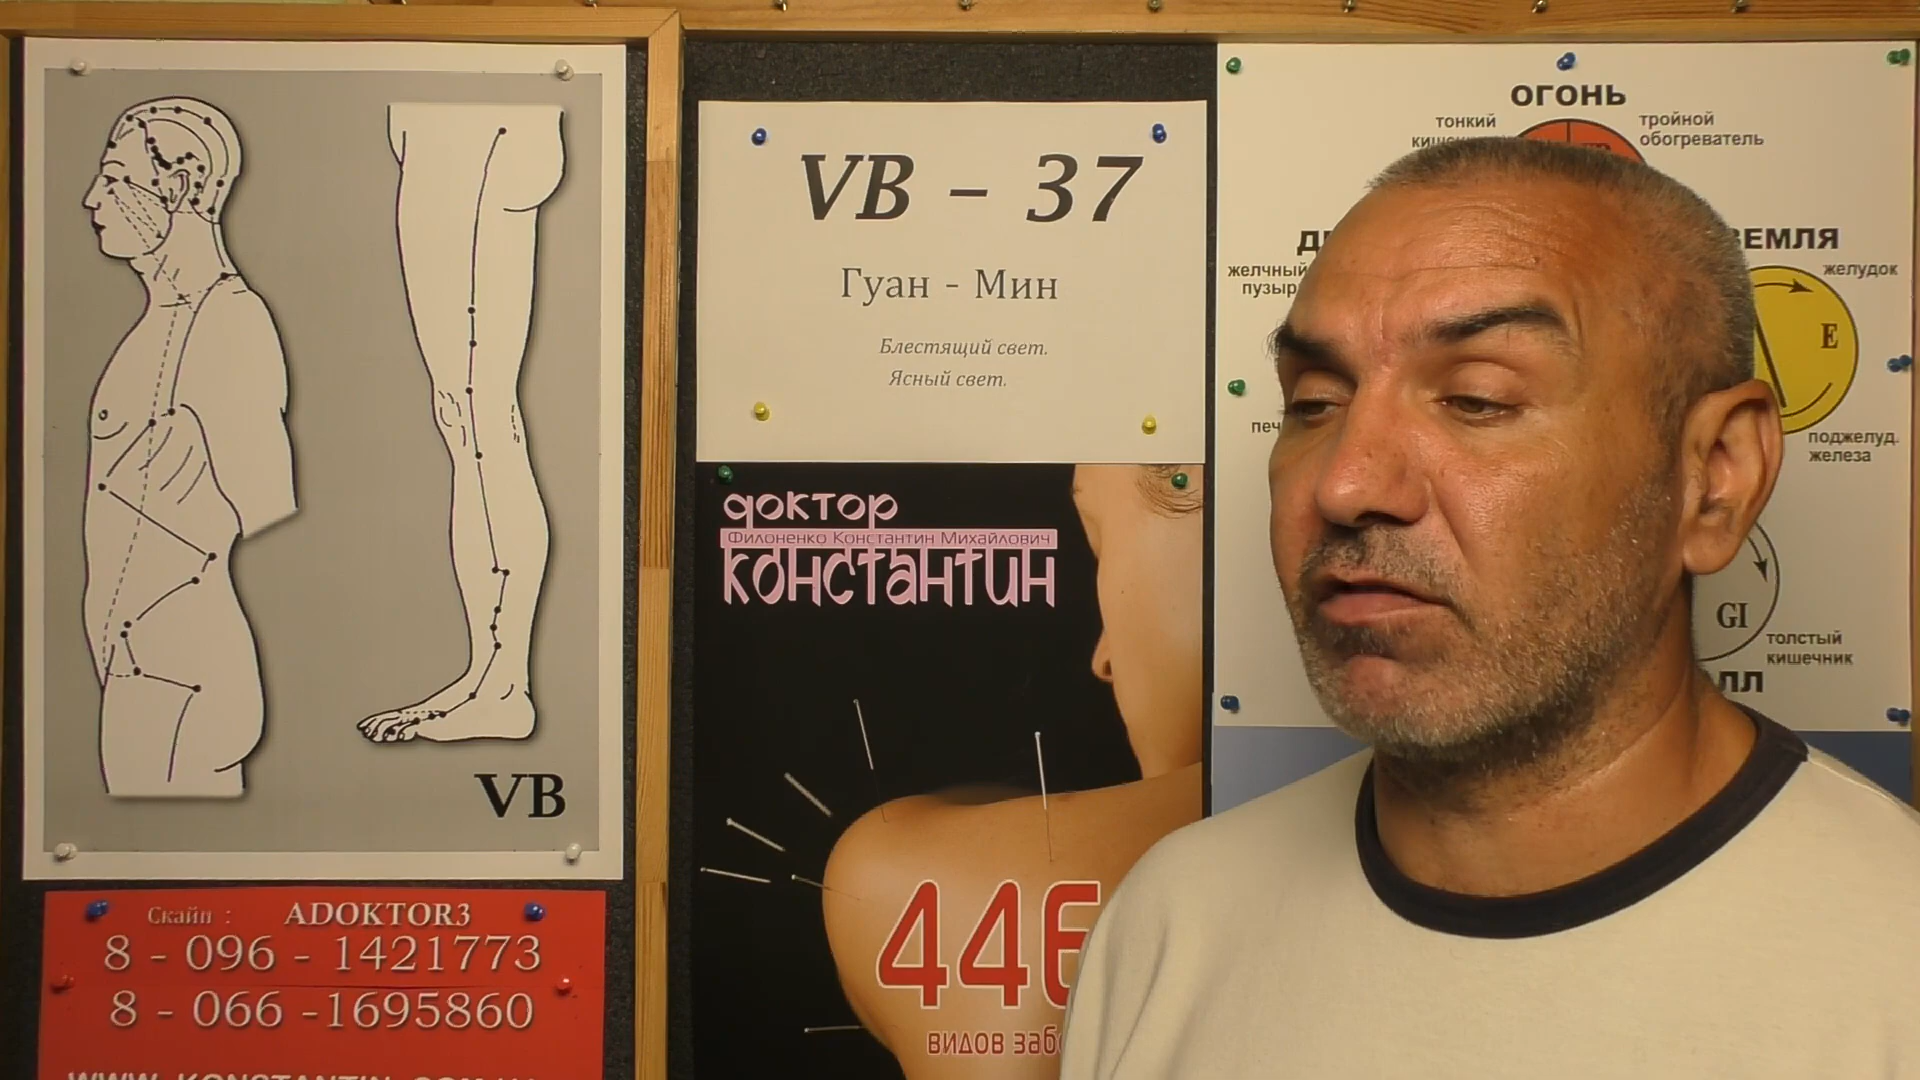 VB
Скайп : ADOKTOR3
8 - 096 - 1421773
8 - 066 -1695860
VB – 37
Гуан - Мин
Блестящий свет.
Ясный свет.
доктор
Филоненко Константин Михайлович
константин
446
видов
ОГОНЬ
тонкий
тройной
обогреватель
ЗЕМЛЯ
желчный
желудок
E
поджелуд.
железа
GI
толстый
кишечник